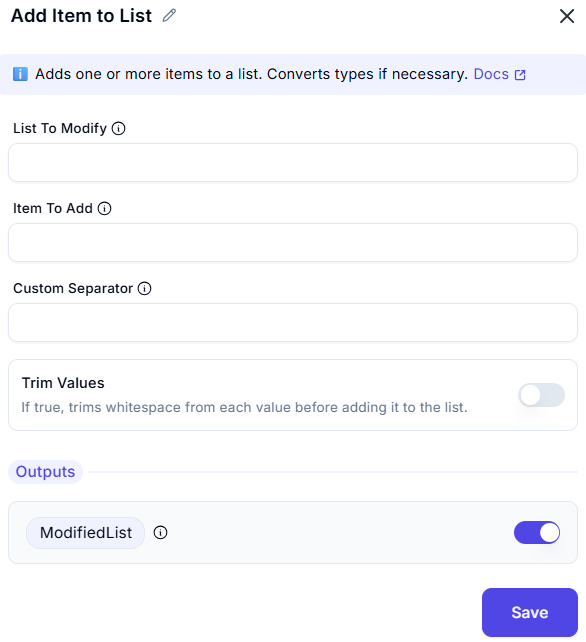 Add Item to List
Adds one or more items to a list. Converts types if necessary. Docs
List To Modify
Item To Add
Custom Separator
Trim Values
If true, trims whitespace from each value before adding it to the list.
Outputs
ModifiedList
Save